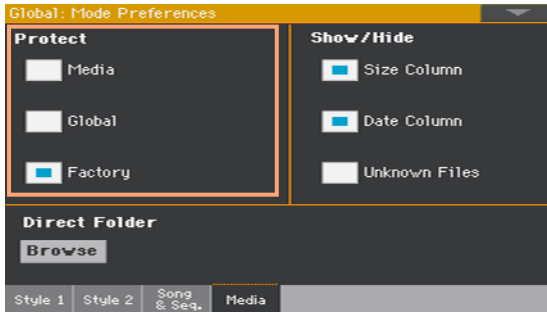 Global: Mode Preferences
Protect
Media
Global
Factory
Show/Hide
Size Column
Date Column
Unknown Files
Direct Folder
Browse
Style 1
Style 2
Song
& Seq.
Media